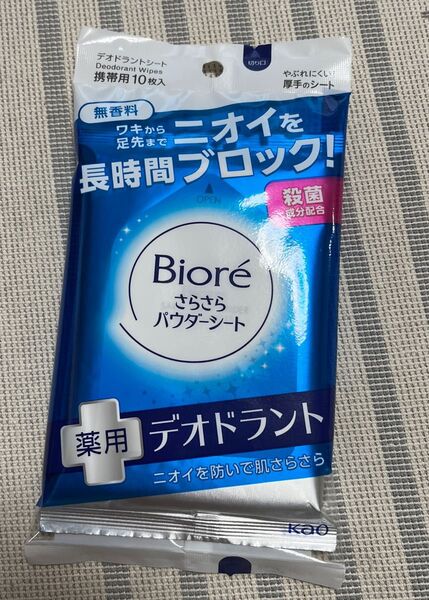 デオドラントシート
Deodorant Wipes
携帯用10枚入
切り口
やぶれにくい!
厚手のシート
無香料
ワキから
足先まで
ニオイを
長時間ブロック!
殺菌
成分配合
OPEN
Bioré
さらさら
パウダーシート
薬用
デオドラント
ニオイを防いで肌さらさら
Kao